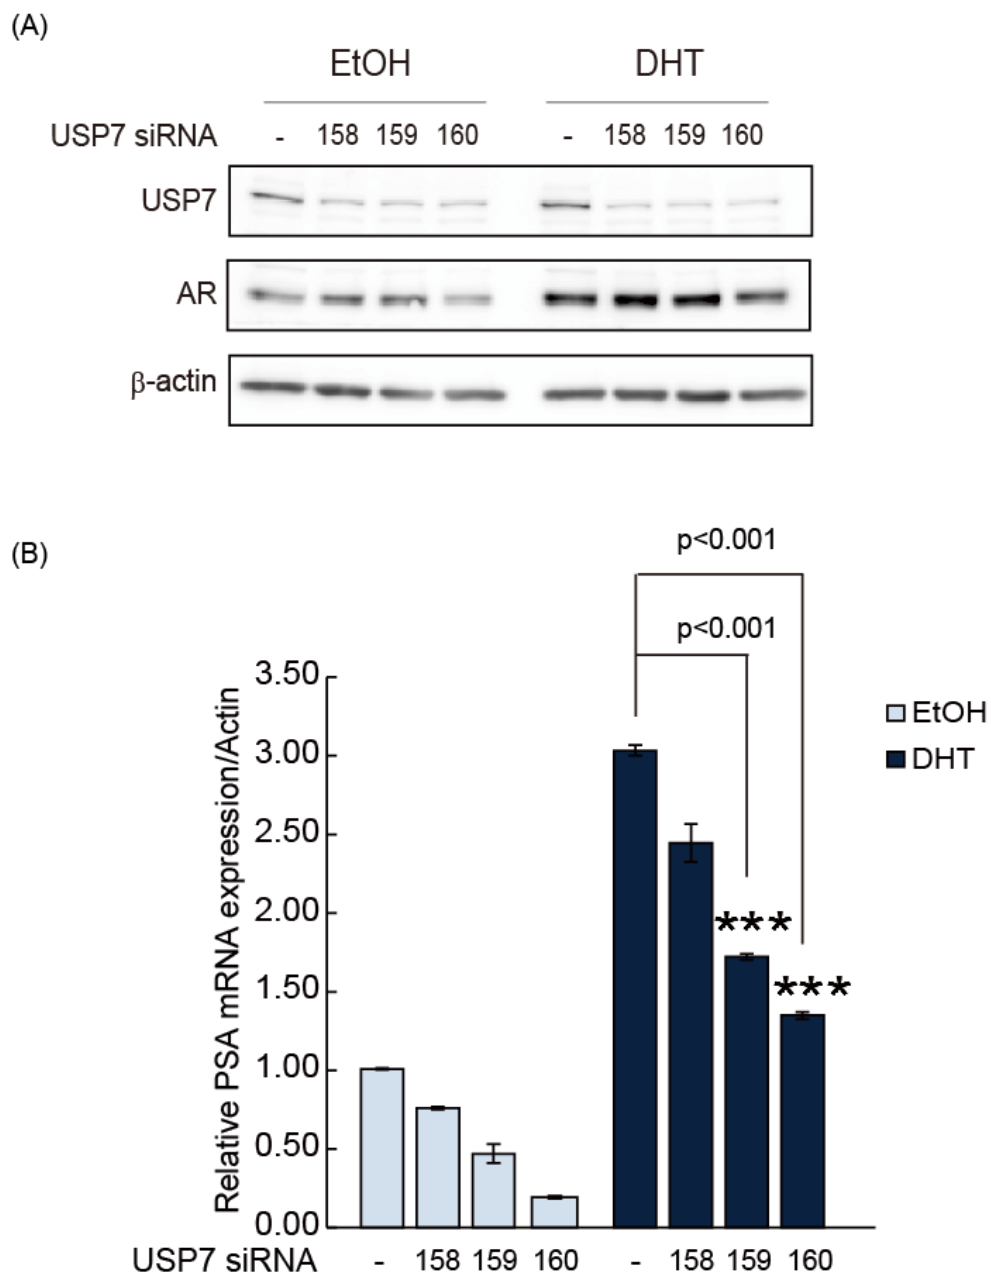 (A)
EtOH DHT
USP7 siRNA - 158 159 160 - 158 159 160
USP7
AR
β-actin
(B)
p<0.001
p<0.001
3.50
3.00
2.50
2.00
1.50
1.00
0.50
0.00
Relative PSA mRNA expression/Actin
EtOH
DHT
***
***
USP7 siRNA - 158 159 160 - 158 159 160